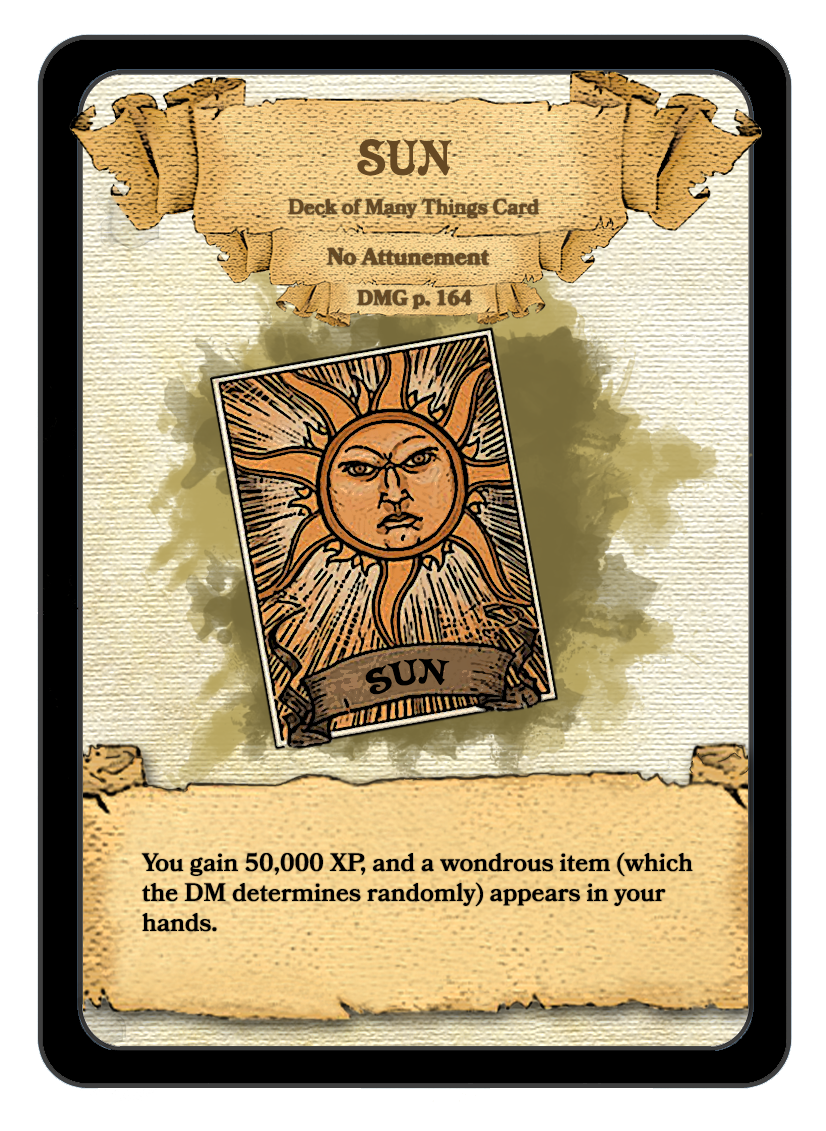 SUN
Deck of Many Things Card
No Attunement
DMG p. 164
SUN
You gain 50,000 XP, and a wondrous item (which
the DM determines randomly) appears in your
hands.